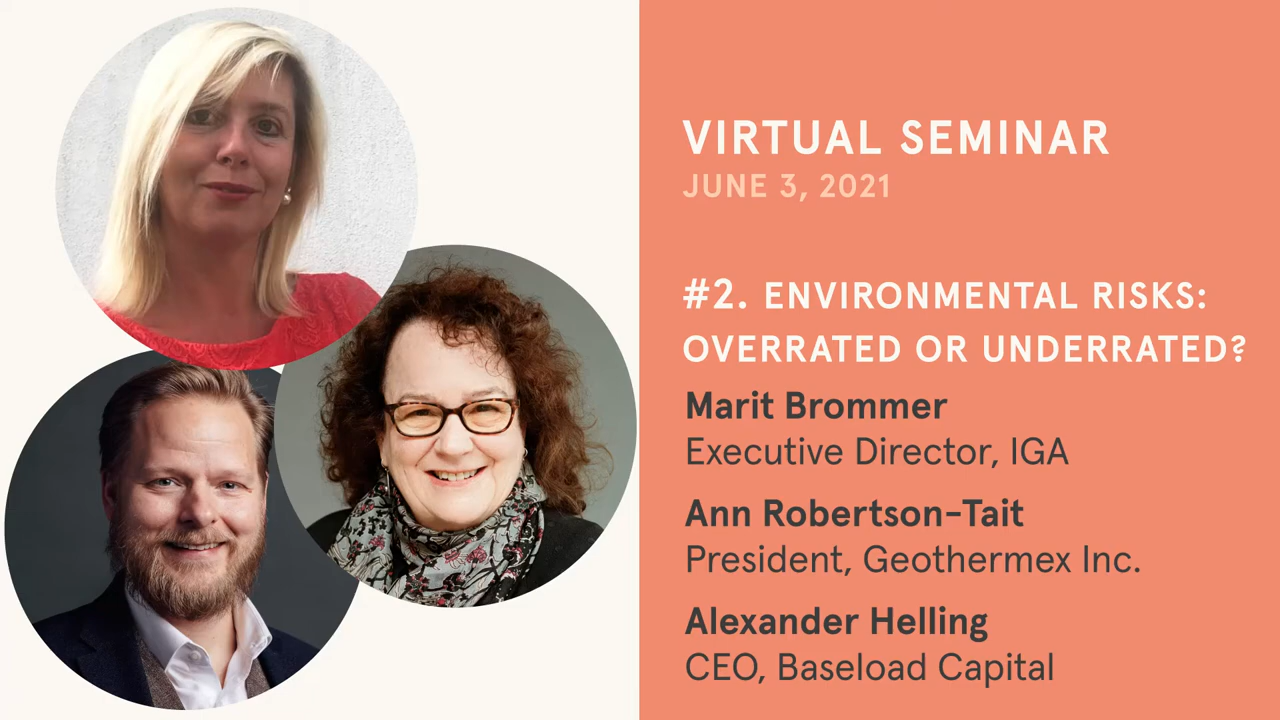 VIRTUAL SEMINAR
JUNE 3, 2021
#2. ENVIRONMENTAL RISKS:
OVERRATED OR UNDERRATED?
Marit Brommer
Executive Director, IGA
Ann Robertson-Tait
President, Geothermex Inc.
Alexander Helling
CEO, Baseload Capital